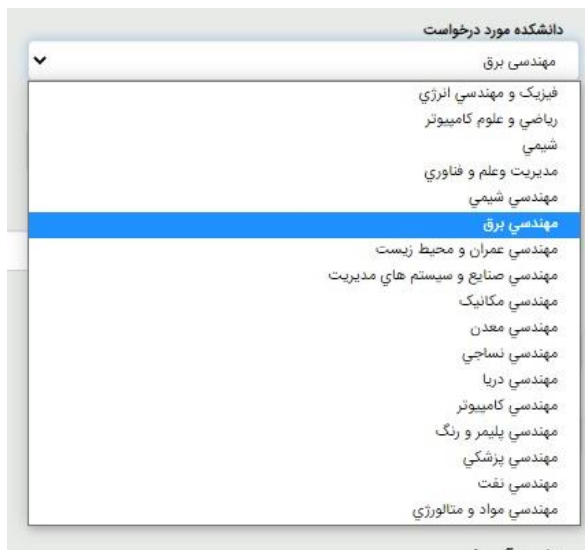 دانشکده مورد درخواست
مهندسی برق
فیزیک و مهندسي انرژي
رياضي و علوم کامپيوتر
شيمي
مديريت وعلم و فناوري
مهندسي شيمي
مهندسي برق
مهندسي عمران و محيط زيست
مهندسي صنايع و سيستم هاي مديريت
مهندسي مکانيک
مهندسي معدن
مهندسي نساجي
مهندسي دريا
مهندسي کامپيوتر
مهندسي پليمر و رنگ
مهندسي پزشکي
مهندسي نفت
مهندسي مواد و متالورژي